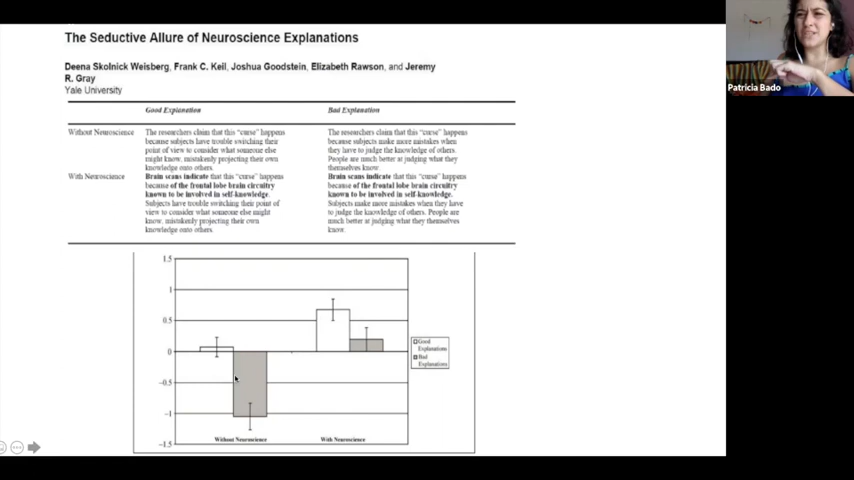 The Seductive Allure of Neuroscience Explanations
Deena Skolnick Weisberg, Frank C. Keil, Joshua Goodstein, Elizabeth Rawson, and Jeremy
R. Gray
Yale University
Patricia Bado
Good Explanation
Bad Explanation
Without Neuroscience
The researchers claim that this "curse" happens
because subjects have trouble switching their
point of view to consider what someone else
might know, mistakenly projecting their own
knowledge onto others.
The researchers claim that this "curse" happens
because subjects make more mistakes when
they have to judge the knowledge of others.
People are much better at judging what they
themselves know.
With Neuroscience
Brain scans indicate that this "curse" happens
because of the frontal lobe brain circuitry
known to be involved in self-knowledge.
Subjects have trouble switching their point of
view to consider what someone else might
know, mistakenly projecting their own
knowledge onto others.
Brain scans indicate that this "curse" happens
because of the frontal lobe brain circuitry
known to be involved in self-knowledge.
Subjects make more mistakes when they have
to judge the knowledge of others. People are
much better at judging what they themselves
know.
1.5
1
0.5
0
-0.5
-1
-1.5
Without Neuroscience
With Neuroscience
Good
Explanations
Bad
Explanations